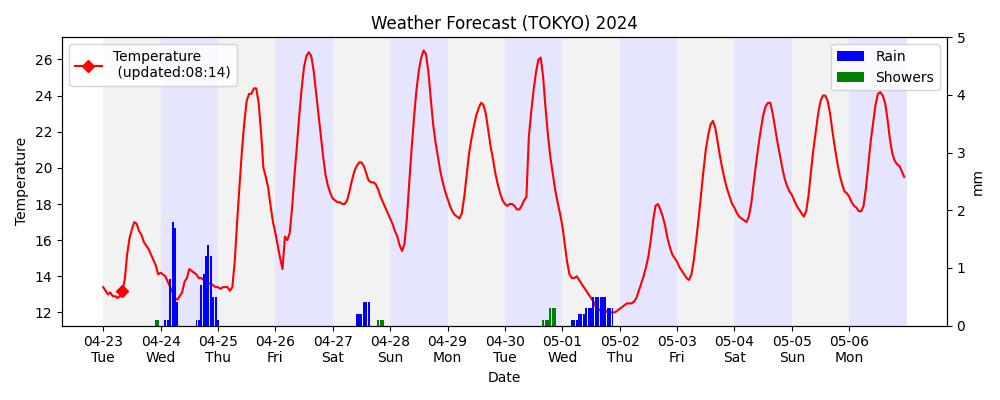 Weather Forecast (TOKYO) 2024
Temperature
(updated:08:14)
Rain
Showers
Temperature
26
24
22
20
18
16
14
12
5
4
3
2
1
0
mm
04-23 04-24 04-25 04-26 04-27 04-28 04-29 04-30 05-01 05-02 05-03 05-04 05-05 05-06
Tue Wed Thu Fri Sat Sun Mon Tue Wed Thu Fri Sat Sun Mon
Date